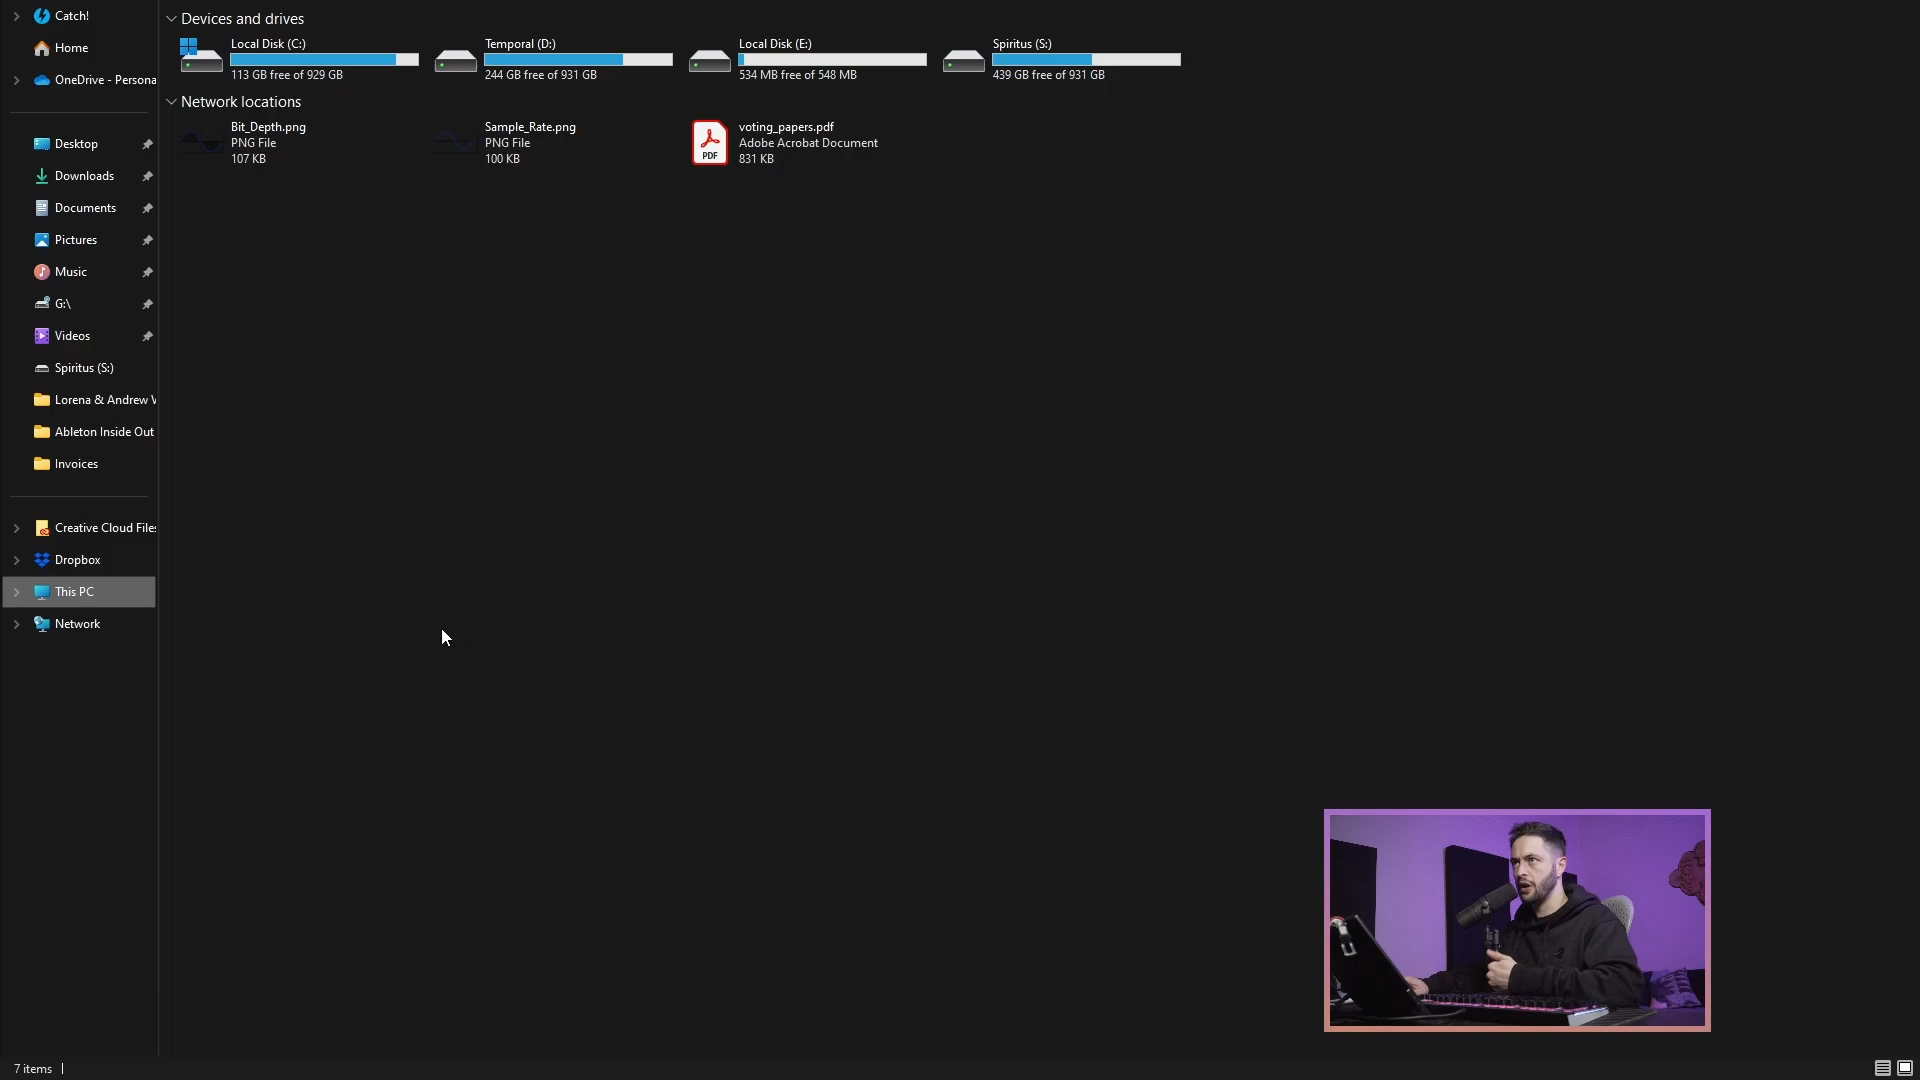 Catch!
Home
OneDrive - Persona
Desktop
Downloads
Documents
Pictures
Music
G:\
Videos
Spiritus (S:)
Lorena & Andrew V
Ableton Inside Out
Invoices
Creative Cloud Files
Dropbox
This PC
Network
Devices and drives
Local Disk (C:)
113 GB free of 929 GB
Temporal (D:)
244 GB free of 931 GB
Local Disk (E:)
534 MB free of 548 MB
Spiritus (S:)
439 GB free of 931 GB
Network locations
Bit_Depth.png
PNG File
107 KB
Sample_Rate.png
PNG File
100 KB
PDF
voting_papers.pdf
Adobe Acrobat Document
831 KB
7 items